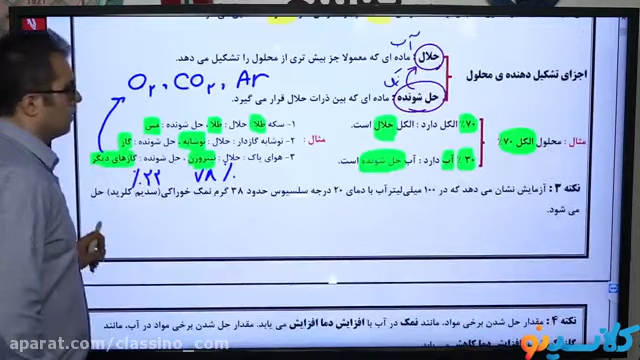 آب
اجزای تشکیل دهنده ی محلول
حلال : ماده ای که معمولا جز بیش تری از محلول را تشکیل می دهد.
حل شونده : ماده ای که بین ذرات حلال قرار می گیرد.
O₂, CO₂, Ar
مثال : محلول الکل ۷۰٪
۷۰٪ الکل دارد : الکل حلال است.
۳۰٪ آب دارد : آب حل شونده است.
مثال :
۱- سکه طلا حلال : طلا ، حل شونده : مس
۲- نوشابه گازدار: حلال : نوشابه ، حل شونده : گاز
۳- هوای پاک : حلال : نیتروژن ، حل شونده : گازهای دیگر
۷۸٪ ۲۲٪
نکته ۳ : آزمایش نشان می دهد که در ۱۰۰ میلی‌لیتر آب با دمای ۲۰ درجه سلسیوس حدود ۳۸ گرم نمک خوراکی(سدیم کلرید) حل
می شود.
نکته ۴ : مقدار حل شدن برخی مواد، مانند نمک در آب با افزایش دما افزایش می یابد. مقدار حل شدن برخی مواد در آب، مانند
کلاسینو
aparat.com/classino_com